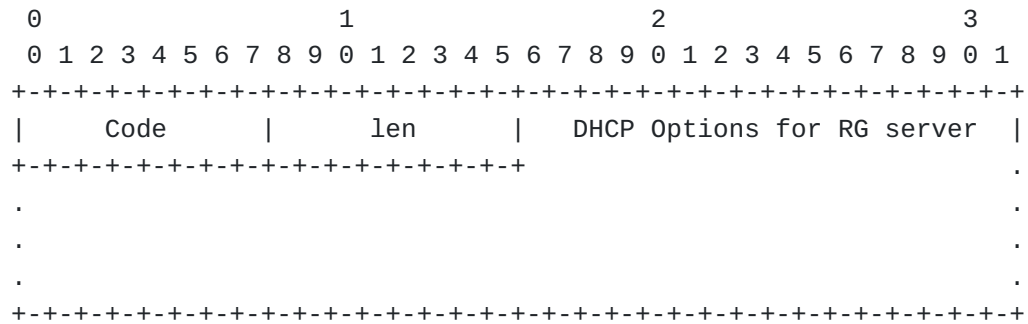 0                   1                   2                   3
 0 1 2 3 4 5 6 7 8 9 0 1 2 3 4 5 6 7 8 9 0 1 2 3 4 5 6 7 8 9 0 1
+-+-+-+-+-+-+-+-+-+-+-+-+-+-+-+-+-+-+-+-+-+-+-+-+-+-+-+-+-+-+-+-+
|     Code      |      len      |   DHCP Options for RG server  |
+-+-+-+-+-+-+-+-+-+-+-+-+-+-+-+-+                               .
.                                                               .
.                                                               .
.                                                               .
+-+-+-+-+-+-+-+-+-+-+-+-+-+-+-+-+-+-+-+-+-+-+-+-+-+-+-+-+-+-+-+-+